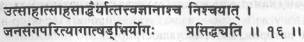 उत्साहात्साहसाद्धैर्यात्तत्त्वज्ञानाश्च निश्चयात् ।
जनसंगपरित्यागात्षड्भिर्योगः प्रसिद्ध्यति ॥ १६ ॥